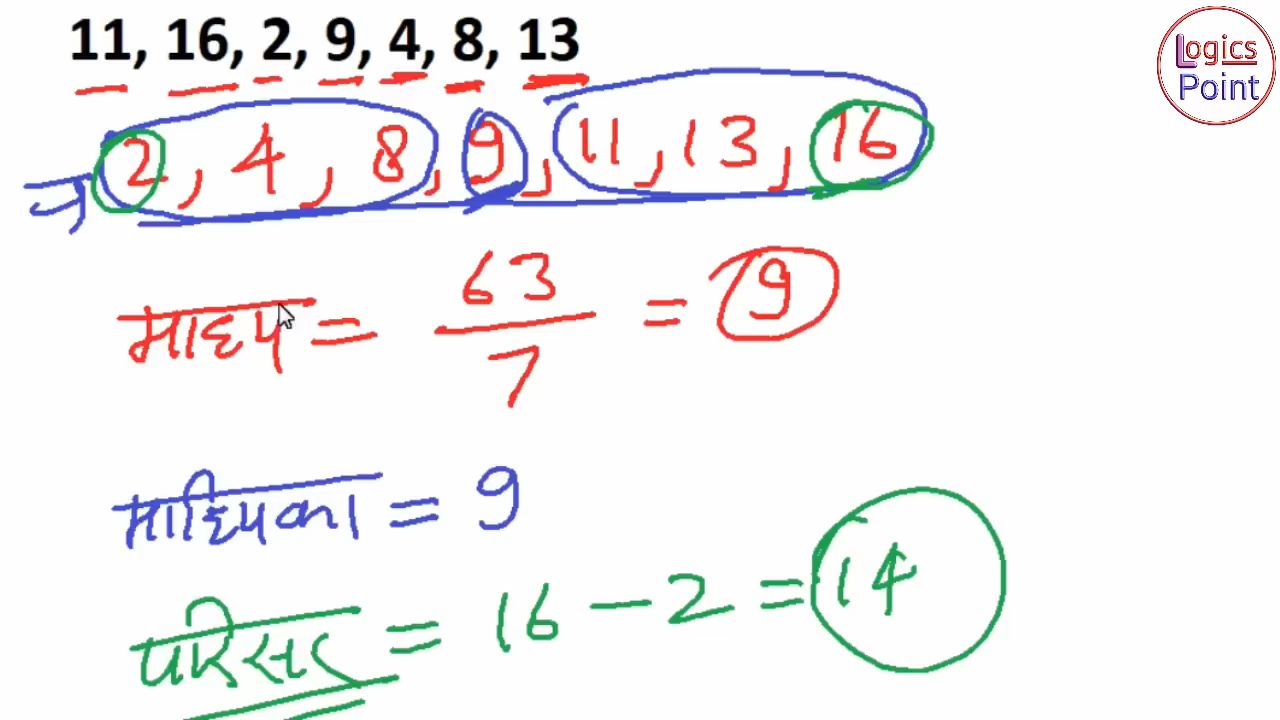 11, 16, 2, 9, 4, 8, 13
Logics
Point
2, 4, 8, 9, 11, 13, 16
माध्य = 63/7 = 9
माध्यिका = 9
परिसर = 16 - 2 = 14